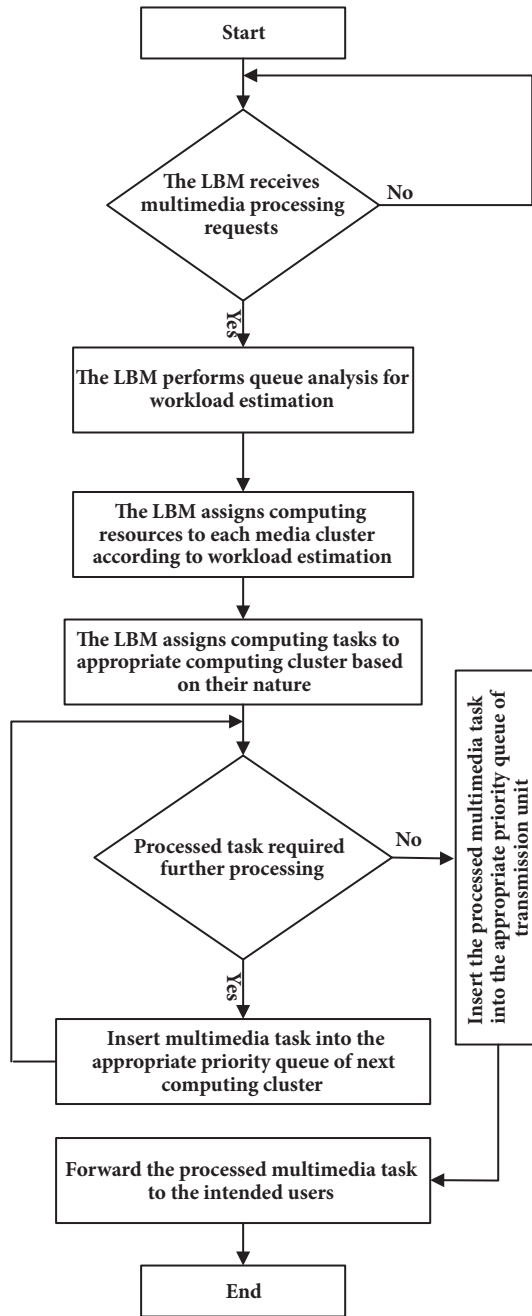 Start
The LBM receives
multimedia processing
requests
No
Yes
The LBM performs queue analysis for
workload estimation
The LBM assigns computing
resources to each media cluster
according to workload estimation
The LBM assigns computing tasks to
appropriate computing cluster based
on their nature
Processed task required
further processing
No
Insert the processed multimedia task
into the appropriate priority queue of
transmission unit
Yes
Insert multimedia task into the
appropriate priority queue of next
computing cluster
Forward the processed multimedia task
to the intended users
End